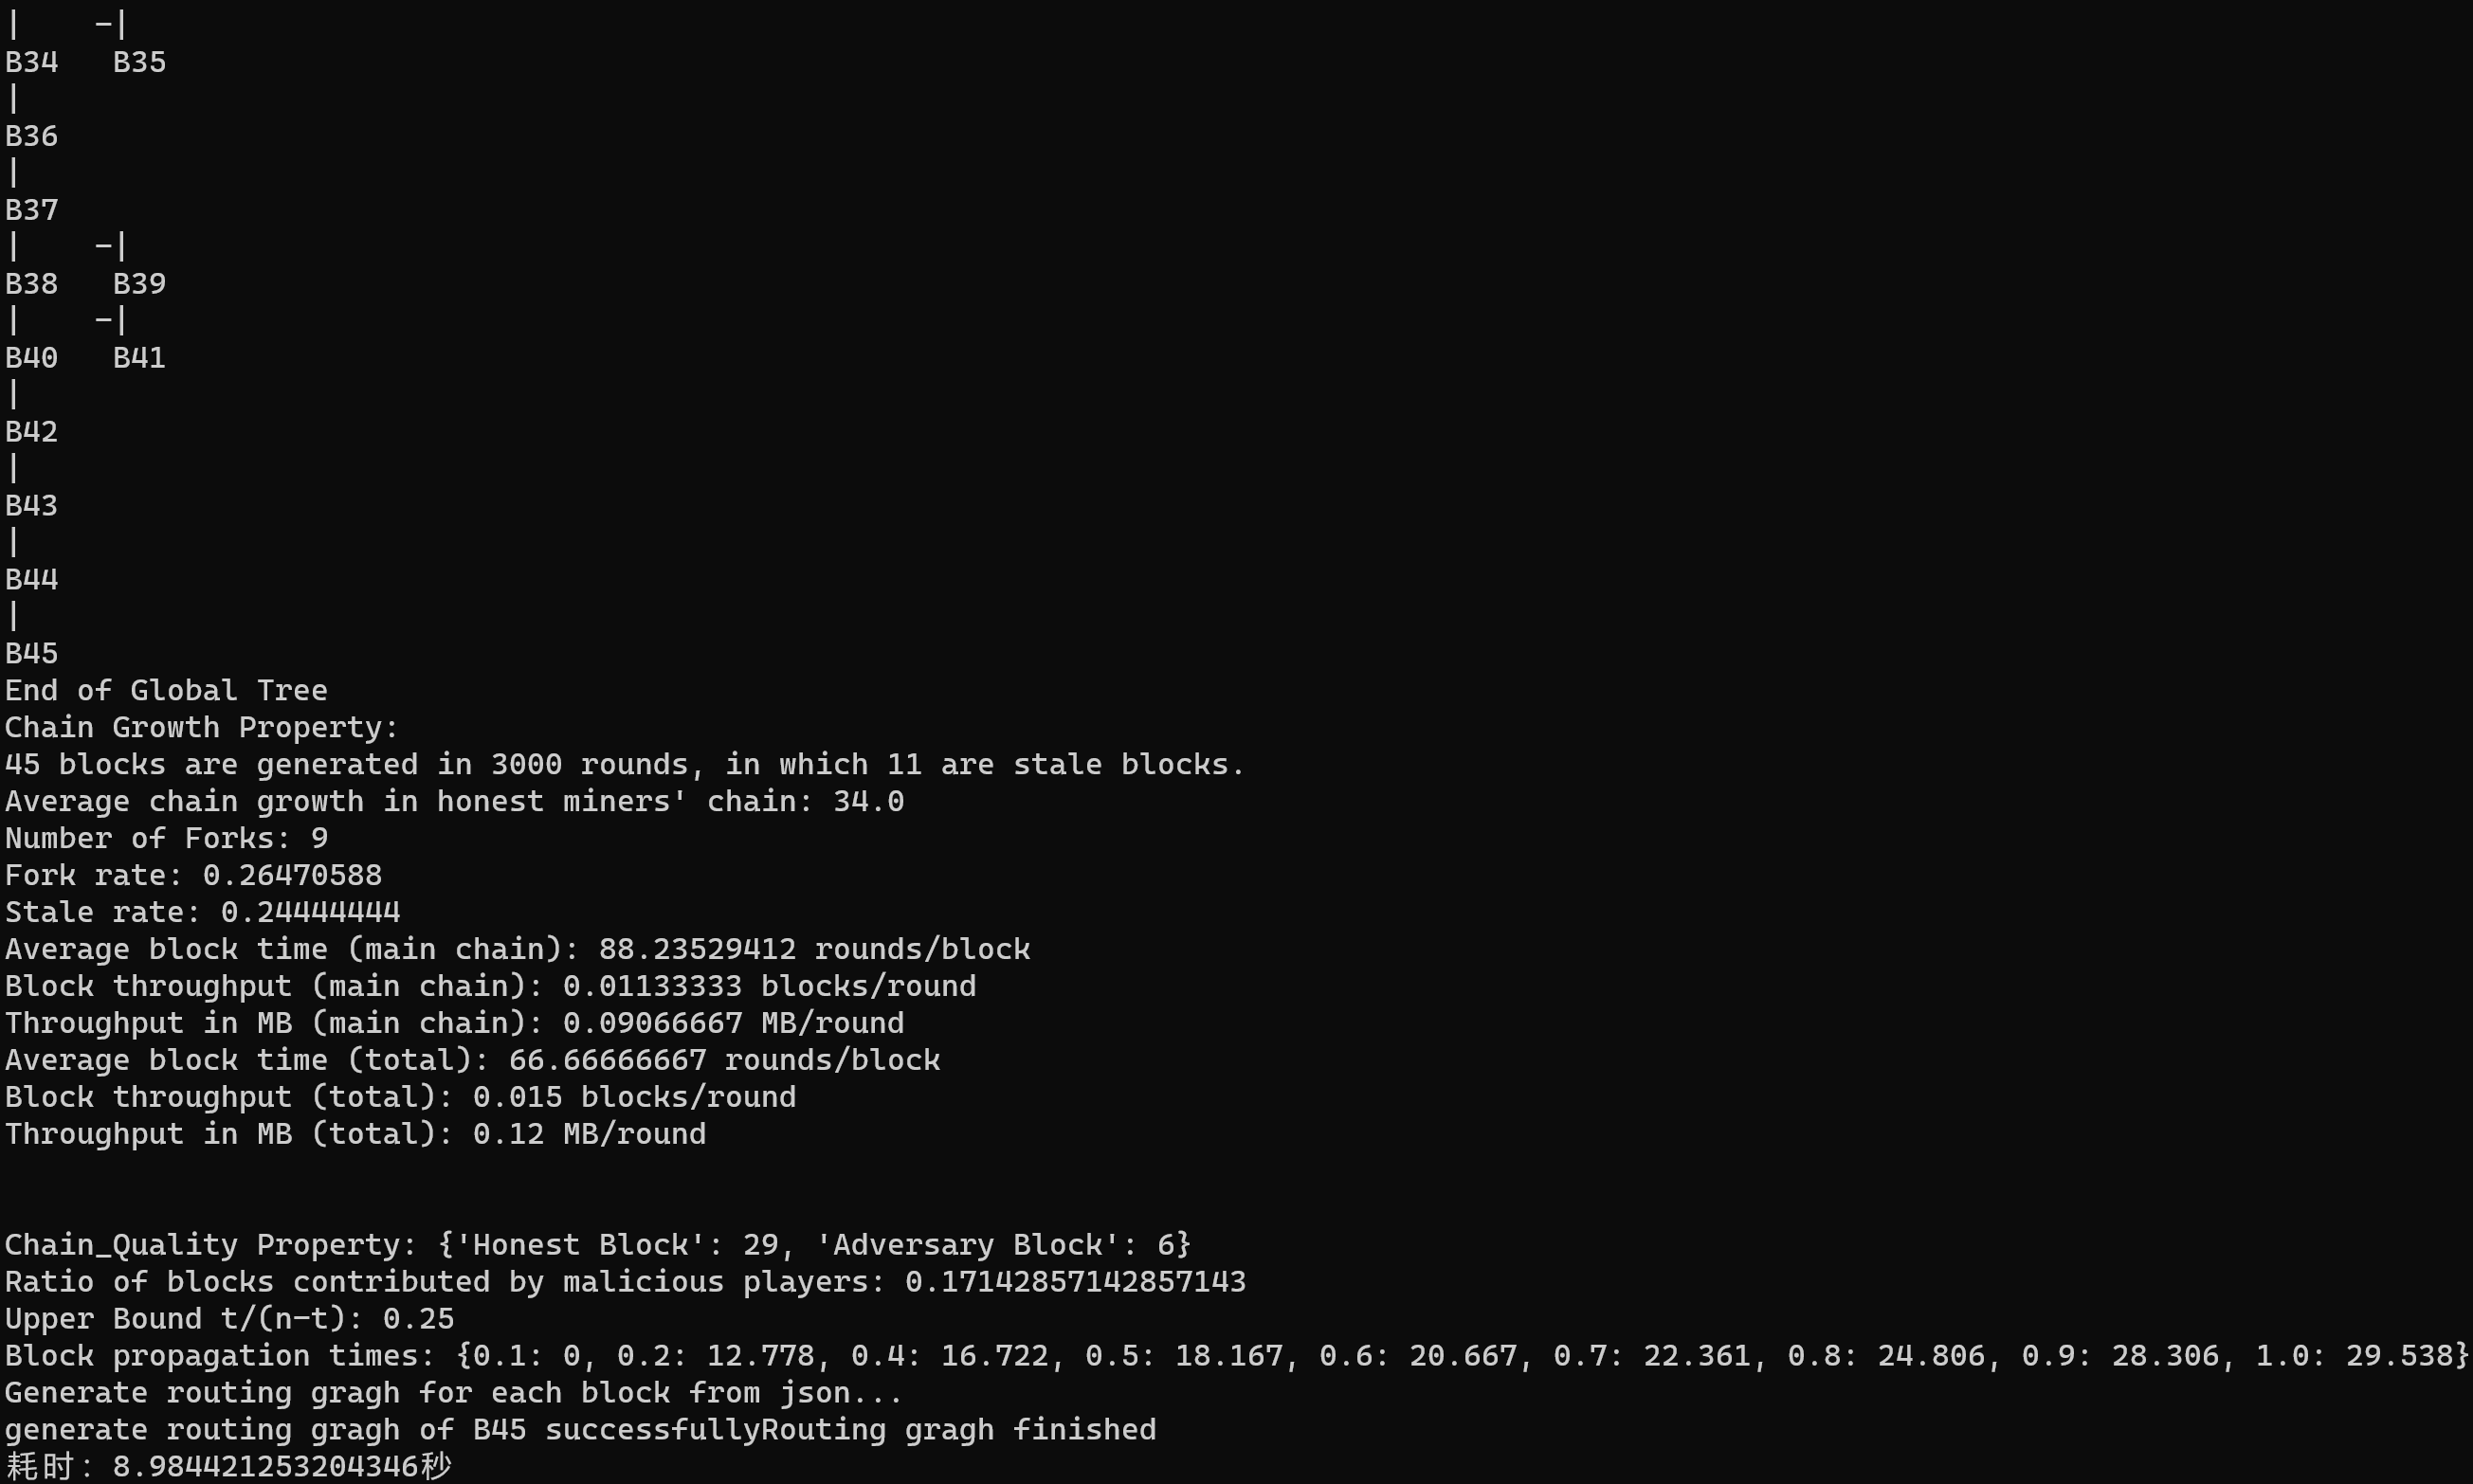 |    -|
B34   B35
|
B36
|
B37
|    -|
B38   B39
|    -|
B40   B41
|
B42
|
B43
|
B44
|
B45
End of Global Tree
Chain Growth Property:
45 blocks are generated in 3000 rounds, in which 11 are stale blocks.
Average chain growth in honest miners' chain: 34.0
Number of Forks: 9
Fork rate: 0.26470588
Stale rate: 0.24444444
Average block time (main chain): 88.23529412 rounds/block
Block throughput (main chain): 0.01133333 blocks/round
Throughput in MB (main chain): 0.09066667 MB/round
Average block time (total): 66.66666667 rounds/block
Block throughput (total): 0.015 blocks/round
Throughput in MB (total): 0.12 MB/round
Chain_Quality Property: {'Honest Block': 29, 'Adversary Block': 6}
Ratio of blocks contributed by malicious players: 0.17142857142857143
Upper Bound t/(n-t): 0.25
Block propagation times: {0.1: 0, 0.2: 12.778, 0.4: 16.722, 0.5: 18.167, 0.6: 20.667, 0.7: 22.361, 0.8: 24.806, 0.9: 28.306, 1.0: 29.538}
Generate routing gragh for each block from json...
generate routing gragh of B45 successfullyRouting gragh finished
耗时: 8.984421253204346秒